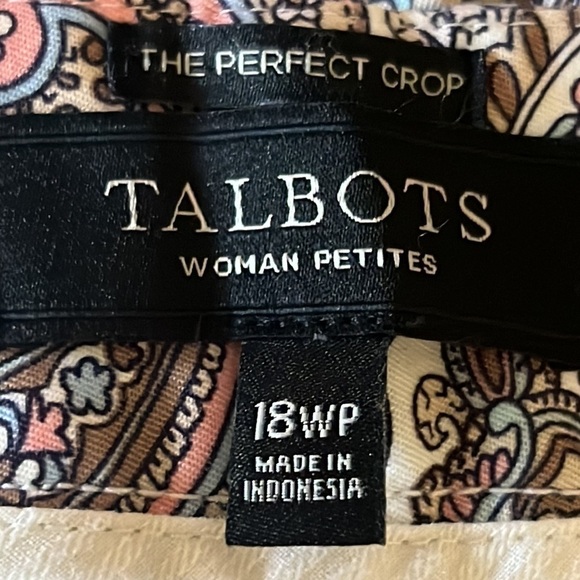 THE PERFECT CROP
TALBOTS
WOMAN PETITES
18WP
MADE IN
INDONESIA